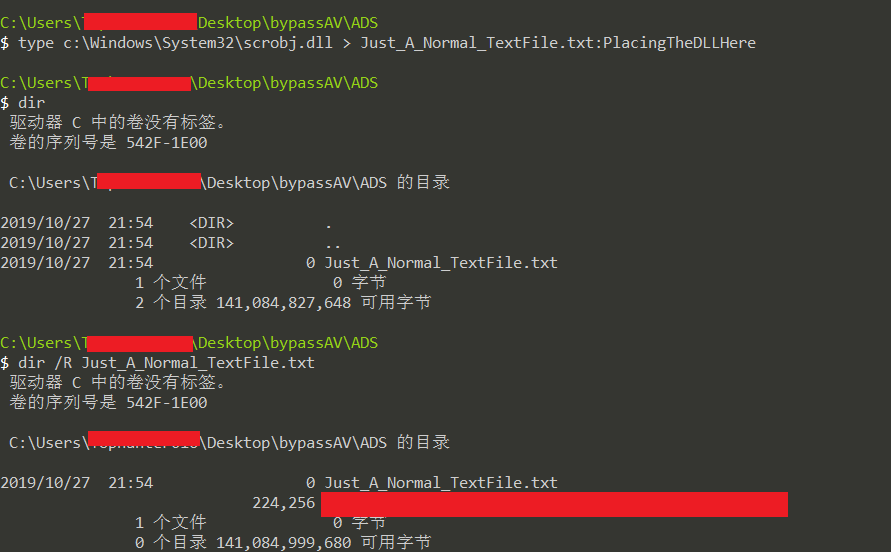 C:\Users\T Desktop\bypassAV\ADS
$ type c:\Windows\System32\scrobj.dll > Just_A_Normal_TextFile.txt:PlacingTheDLLHere
C:\Users\T \Desktop\bypassAV\ADS
$ dir
驱动器 C 中的卷没有标签。
卷的序列号是 542F-1E00
C:\Users\T \Desktop\bypassAV\ADS 的目录
2019/10/27 21:54 <DIR> .
2019/10/27 21:54 <DIR> ..
2019/10/27 21:54 0 Just_A_Normal_TextFile.txt
1 个文件 0 字节
2 个目录 141,084,827,648 可用字节
C:\Users\T \Desktop\bypassAV\ADS
$ dir /R Just_A_Normal_TextFile.txt
驱动器 C 中的卷没有标签。
卷的序列号是 542F-1E00
C:\Users\ \Desktop\bypassAV\ADS 的目录
2019/10/27 21:54 0 Just_A_Normal_TextFile.txt
224,256
1 个文件 0 字节
0 个目录 141,084,999,680 可用字节